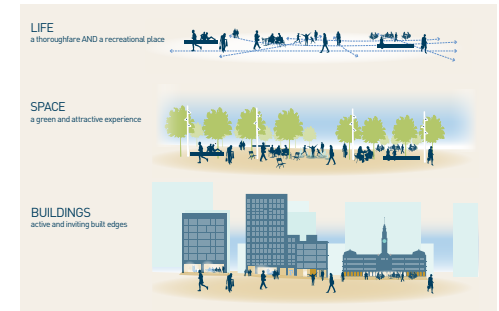 LIFE
a thoroughfare AND a recreational place
SPACE
a green and attractive experience
BUILDINGS
active and inviting built edges